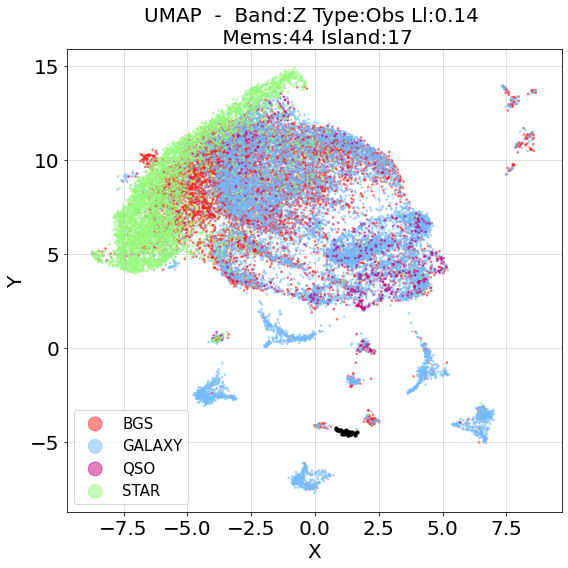 UMAP  -  Band:Z Type:Obs Ll:0.14
Mems:44 Island:17
15
10
5
0
−5
Y
BGS
GALAXY
QSO
STAR
−7.5 −5.0 −2.5 0.0 2.5 5.0 7.5
X